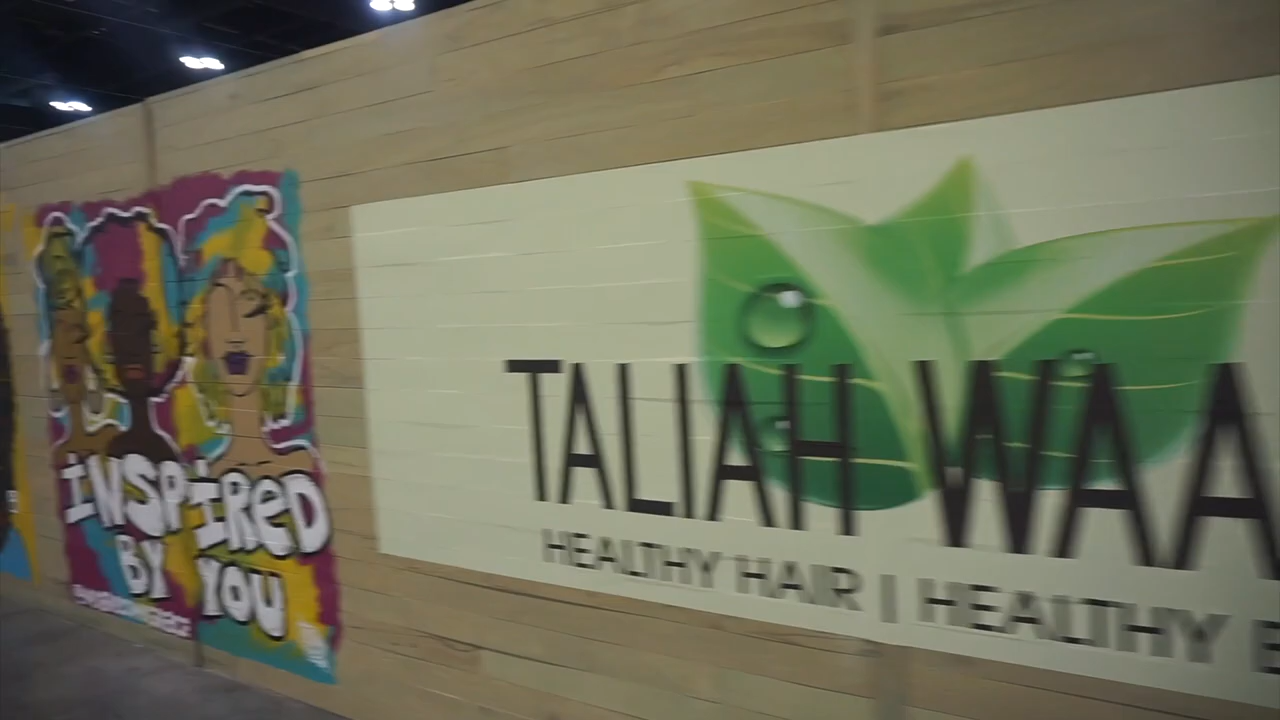 INSPIRED
BY YOU
TALIAH WAA
HEALTHY HAIR | HEALTHY